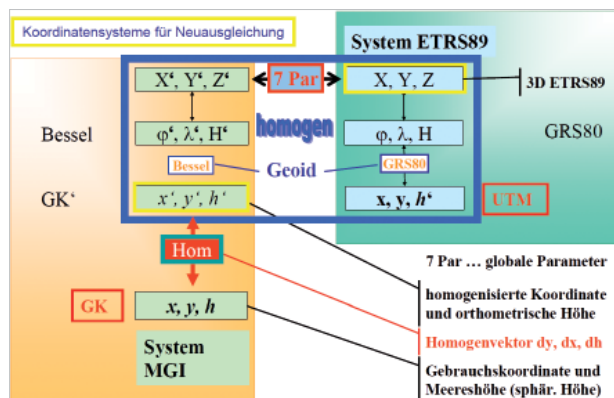 Koordinatensysteme für Neuausgleichung
System ETRS89
X‘, Y‘, Z‘
7 Par
X, Y, Z
3D ETRS89
Bessel
φ‘, λ‘, H‘
homogen
φ, λ, H
GRS80
Bessel
Geoid
GRS80
GK‘
x‘, y‘, h‘
x, y, h‘
UTM
Hom
7 Par ... globale Parameter
homogenisierte Koordinate
und orthometrische Höhe
GK
x, y, h
Homogenvektor dy, dx, dh
System
MGI
Gebrauchskoordinate und
Meereshöhe (sphär. Höhe)